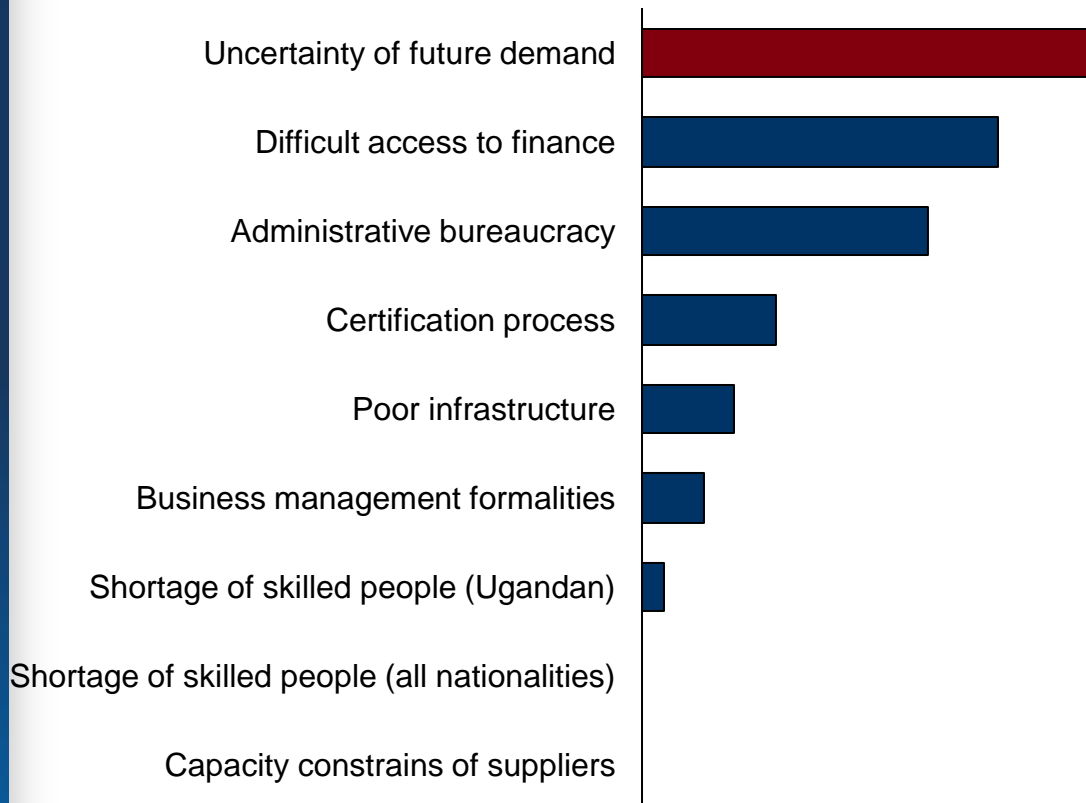 Uncertainty of future demand
Difficult access to finance
Administrative bureaucracy
Certification process
Poor infrastructure
Business management formalities
Shortage of skilled people (Ugandan)
Shortage of skilled people (all nationalities)
Capacity constrains of suppliers